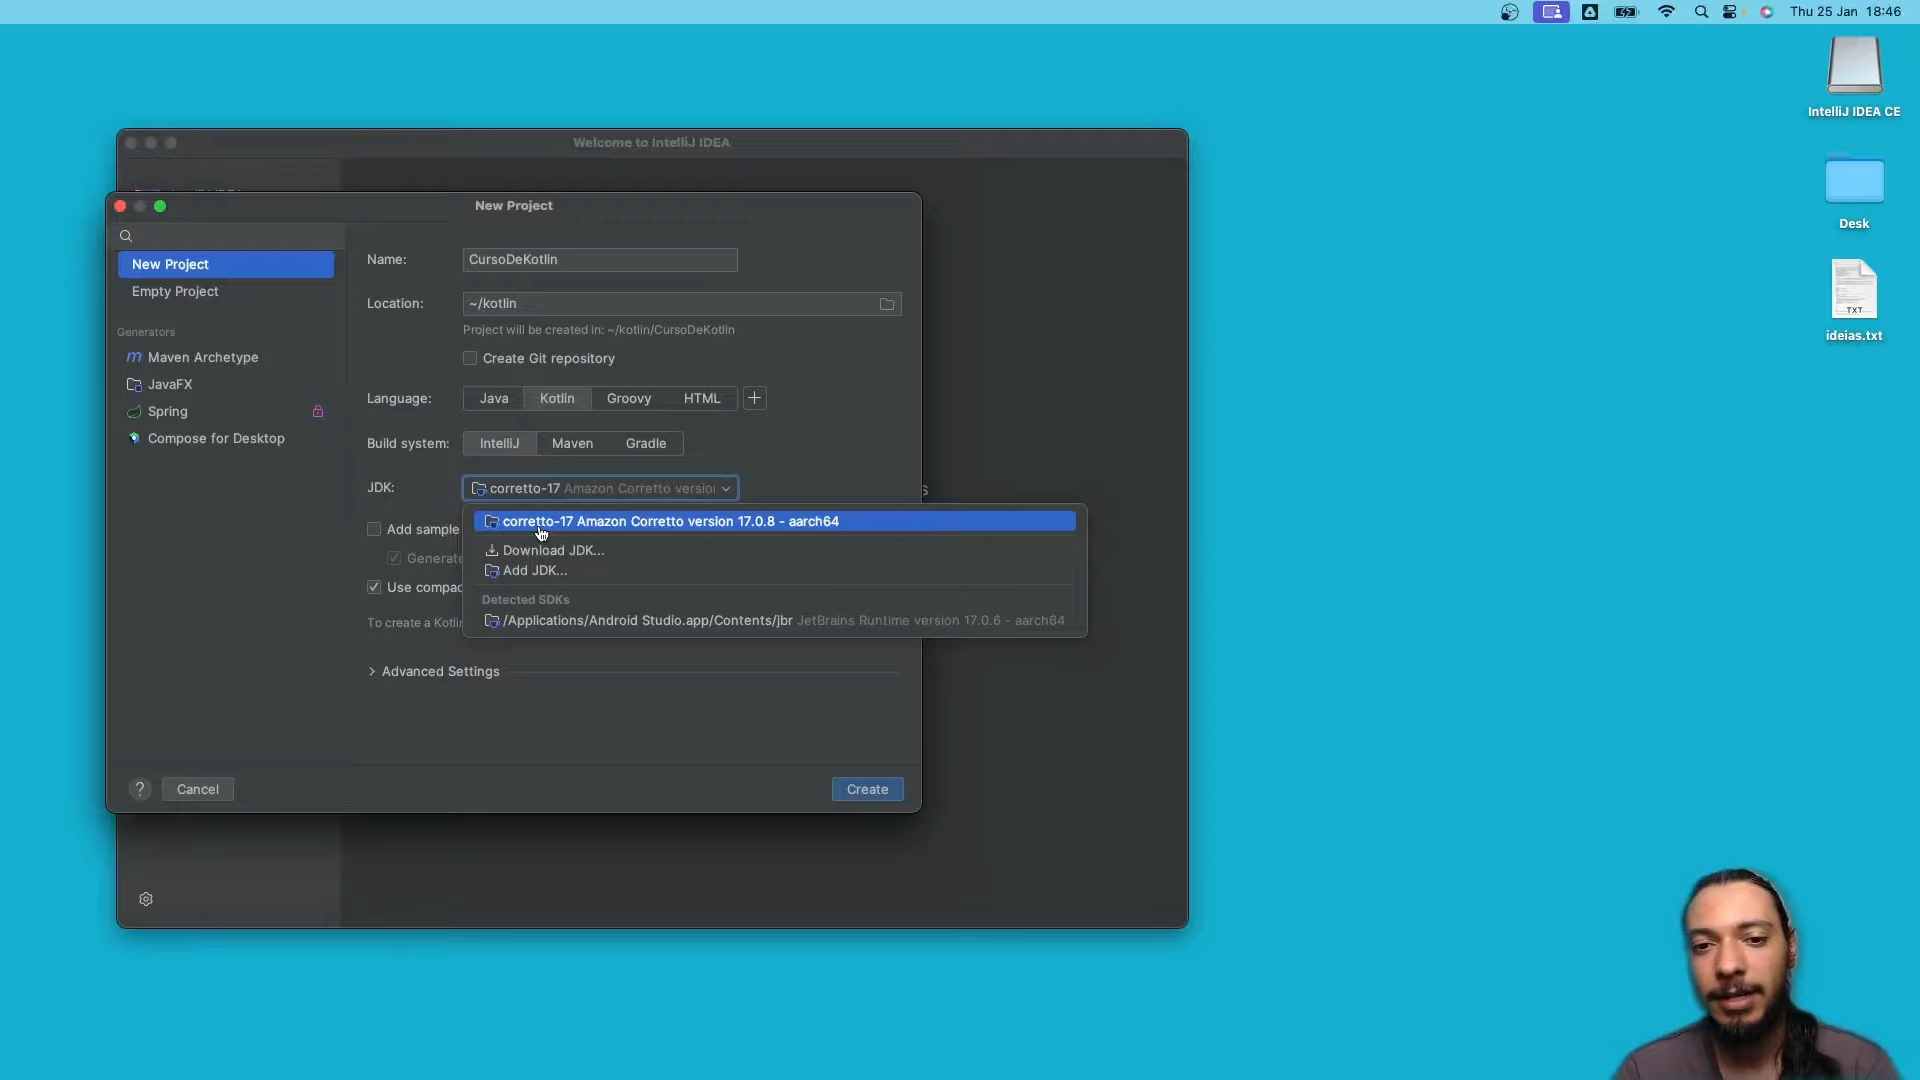 Thu 25 Jan 18:46
IntelliJ IDEA CE
Desk
TXT
ideias.txt
Welcome to IntelliJ IDEA
New Project
New Project
Empty Project
Generators
Maven Archetype
JavaFX
Spring
Compose for Desktop
Name: CursoDeKotlin
Location: ~/kotlin
Project will be created in: ~/kotlin/CursoDeKotlin
Create Git repository
Language: Java Kotlin Groovy HTML +
Build system: IntelliJ Maven Gradle
JDK: corretto-17 Amazon Corretto versio
corretto-17 Amazon Corretto version 17.0.8 - aarch64
Add sample
Download JDK...
Generate
Add JDK...
Use compac
Detected SDKs
To create a Kotlin
/Applications/Android Studio.app/Contents/jbr JetBrains Runtime version 17.0.6 - aarch64
Advanced Settings
? Cancel Create